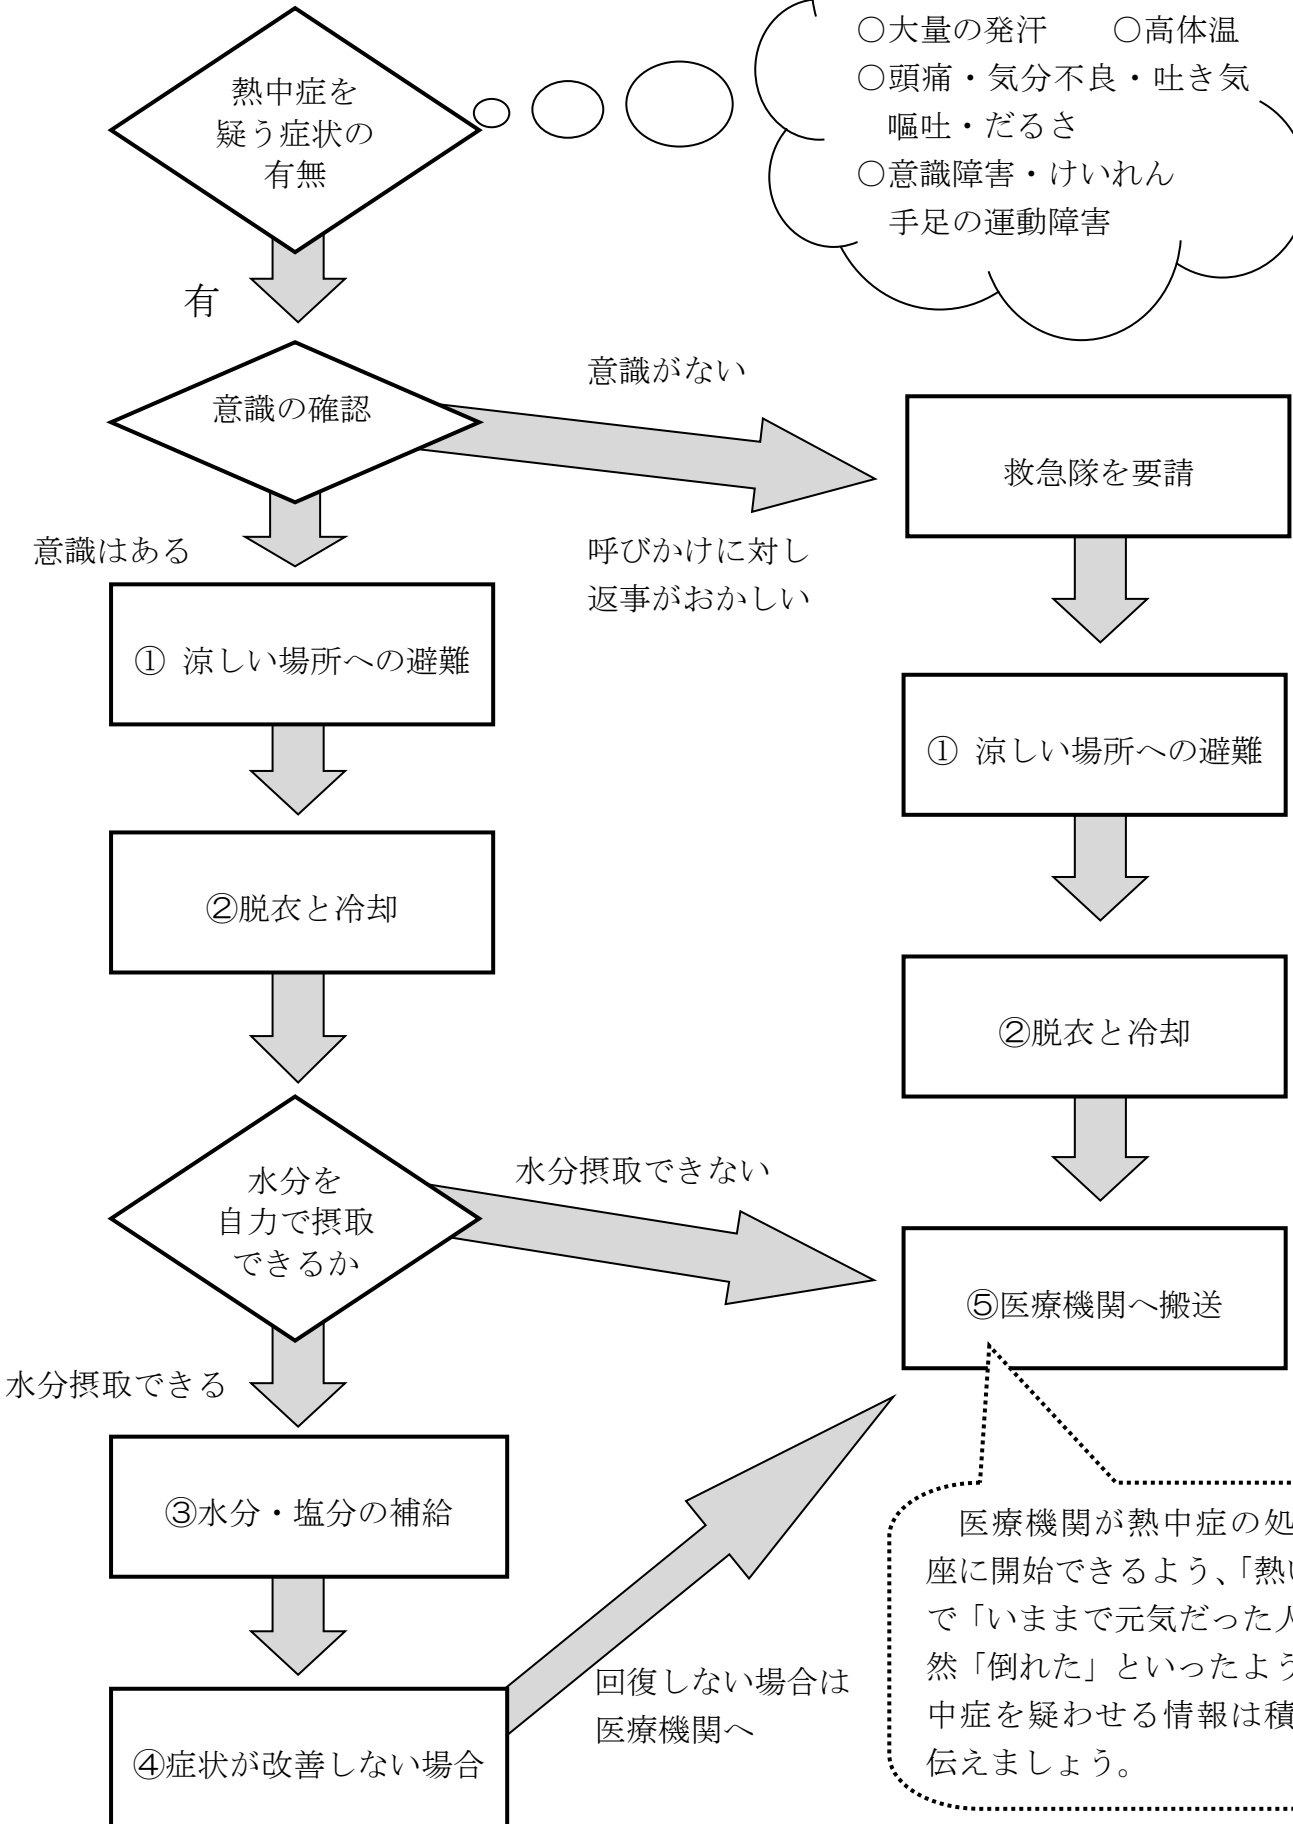 ○大量の発汗　○高体温
○頭痛・気分不良・吐き気
嘔吐・だるさ
○意識障害・けいれん
手足の運動障害
熱中症を
疑う症状の
有無
有
意識の確認
意識がない
呼びかけに対し
返事がおかしい
救急隊を要請
意識はある
① 涼しい場所への避難
① 涼しい場所への避難
②脱衣と冷却
②脱衣と冷却
水分を
自力で摂取
できるか
水分摂取できない
⑤医療機関へ搬送
水分摂取できる
③水分・塩分の補給
④症状が改善しない場合
回復しない場合は
医療機関へ
医療機関が熱中症の処
座に開始できるよう、「熱
で「いままで元気だった人
然「倒れた」といったよう
中症を疑わせる情報は積
伝えましょう。